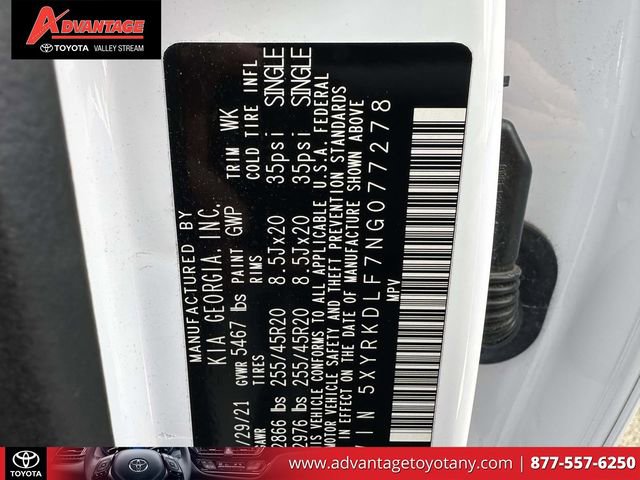 ADVANTAGE
TOYOTA VALLEY STREAM
MANUFACTURED BY
KIA GEORGIA, INC.
/29/21 GVWR 5467 lbs PAINT GWP TRIM WK
GAWR TIRE RIMS COLD TIRE INFL
2866 lbs 255/45R20 8.5Jx20 35psi SINGLE
2976 lbs 255/45R20 8.5Jx20 35psi SINGLE
IS VEHICLE CONFORMS TO ALL APPLICABLE U.S.A. FEDERAL
MOTOR VEHICLE SAFETY AND THEFT PREVENTION STANDARDS
IN EFFECT ON THE DATE OF MANUFACTURE SHOWN ABOVE
VIN 5XYRKDLF7NG077278
MPV
TOYOTA
www.advantagetoyotany.com 877-557-6250